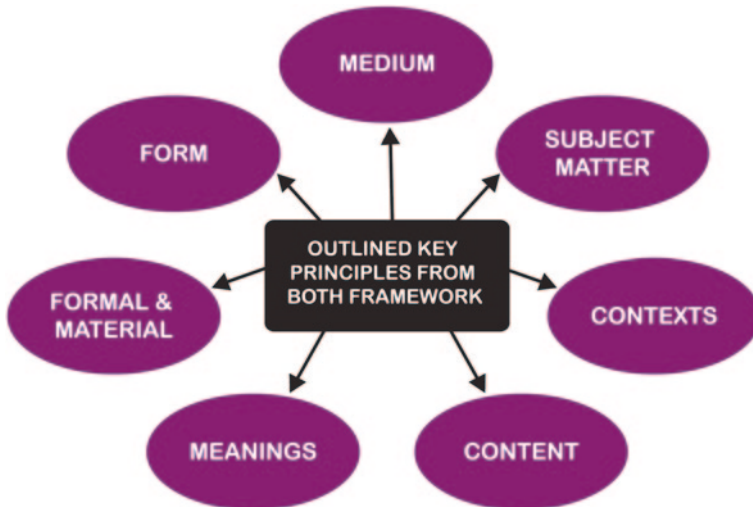 MEDIUM
FORM
SUBJECT
MATTER
OUTLINED KEY
PRINCIPLES FROM
BOTH FRAMEWORK
FORMAL &
MATERIAL
CONTEXTS
MEANINGS
CONTENT